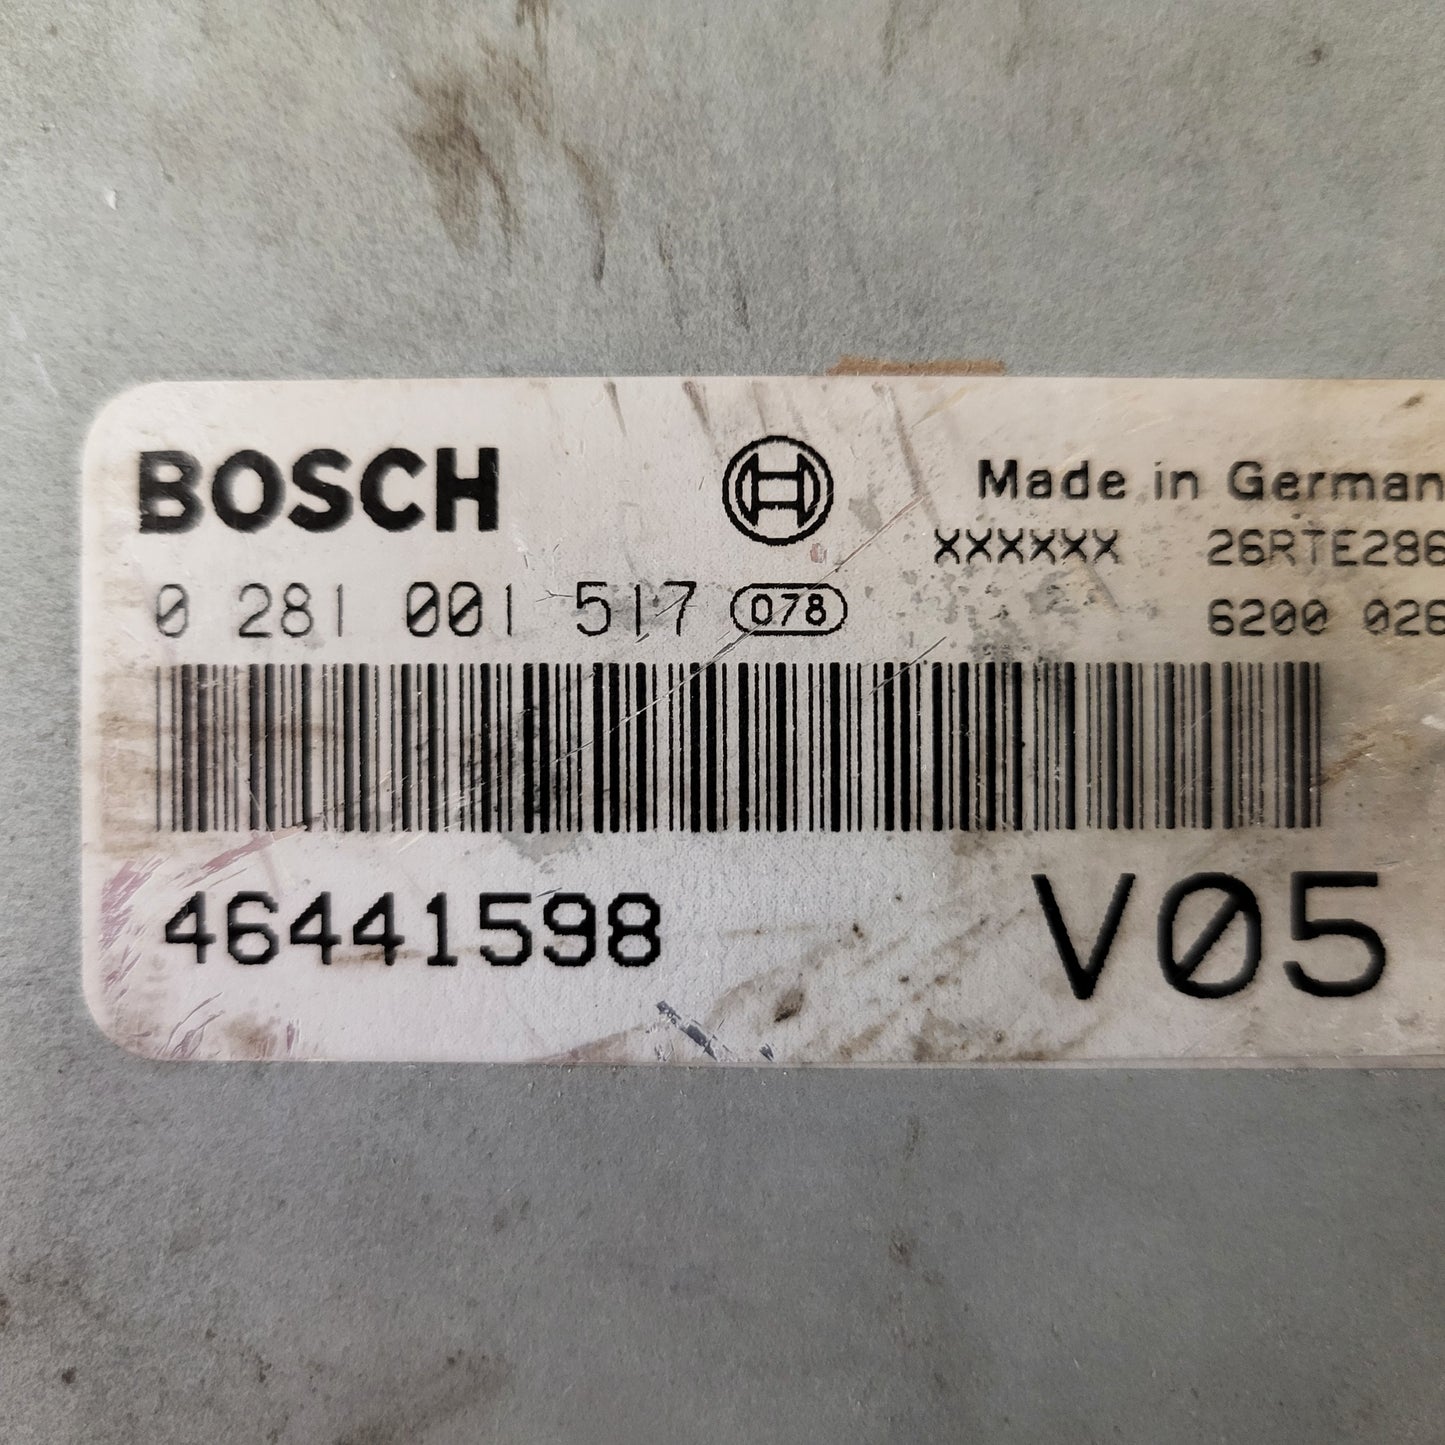 BOSCH
Made in German
XXXXXX 26RTE286
0 281 001 517 078
6200 028
46441598 V05